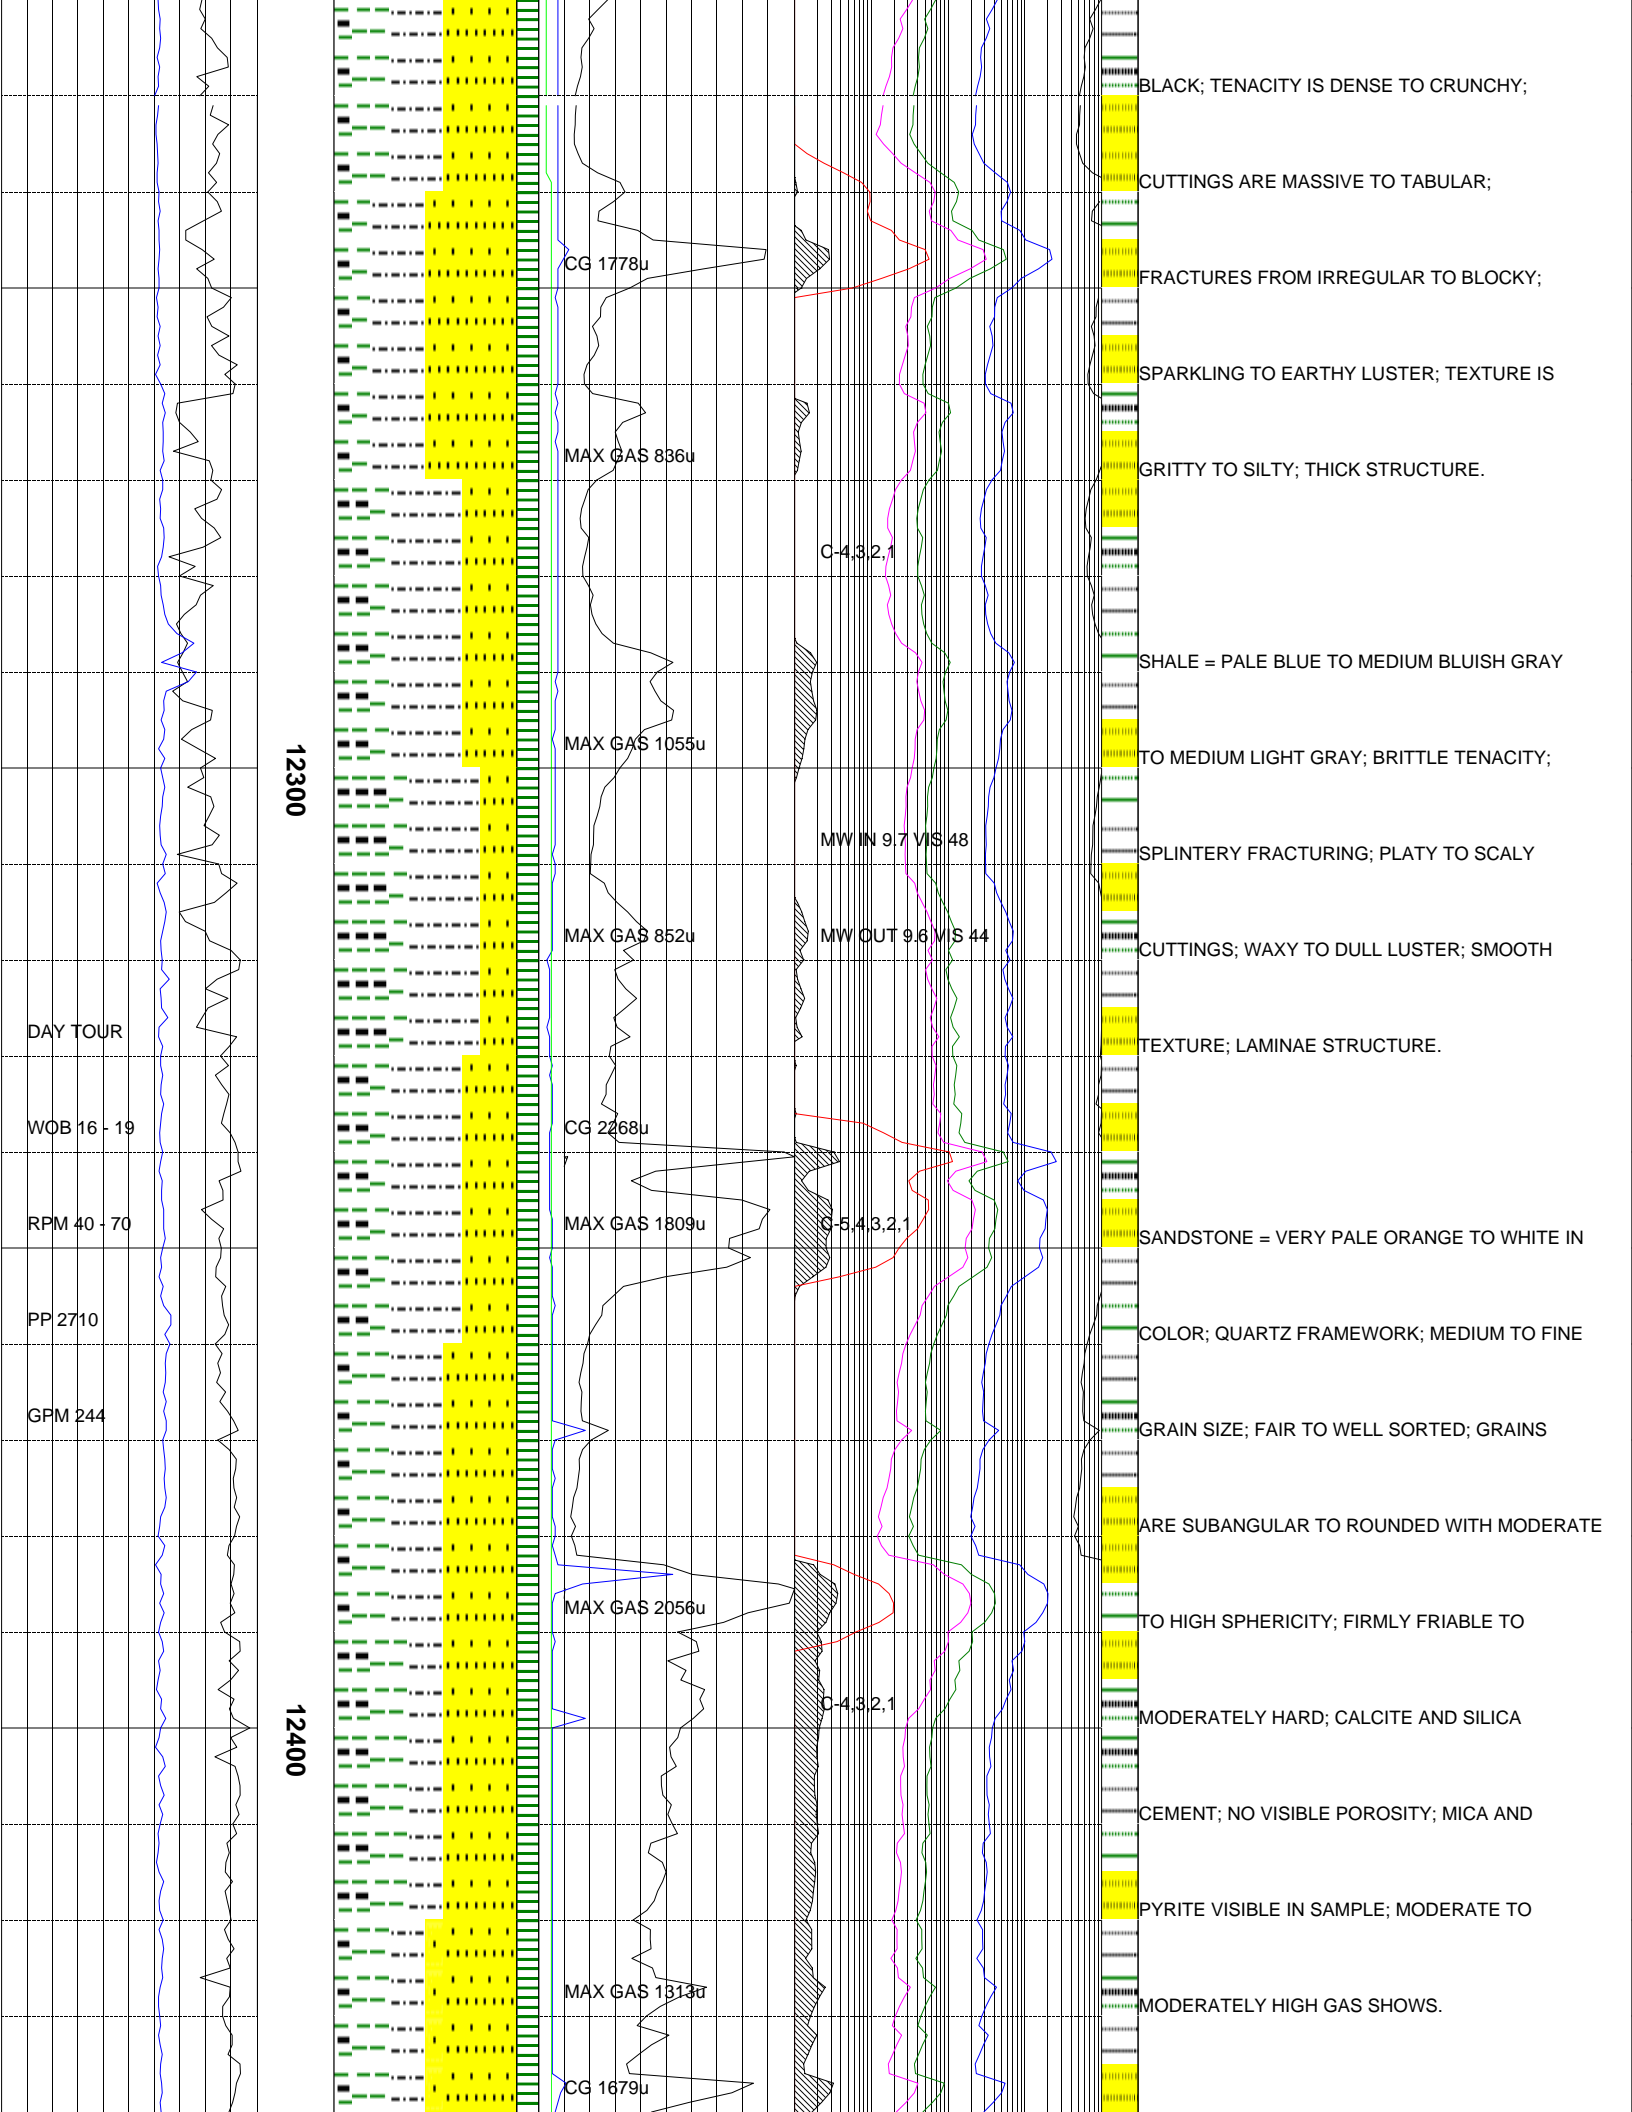 BLACK; TENACITY IS DENSE TO CRUNCHY;
CUTTINGS ARE MASSIVE TO TABULAR;
CG 1778u
FRACTURES FROM IRREGULAR TO BLOCKY;
SPARKLING TO EARTHY LUSTER; TEXTURE IS
MAX GAS 836u
GRITTY TO SILTY; THICK STRUCTURE.
C-4,3,2,1
SHALE = PALE BLUE TO MEDIUM BLUISH GRAY
12300
MAX GAS 1055u
TO MEDIUM LIGHT GRAY; BRITTLE TENACITY;
MW IN 9.7 VIS 48
SPLINTERY FRACTURING; PLATY TO SCALY
MAX GAS 852u
MW OUT 9.6 VIS 44
CUTTINGS; WAXY TO DULL LUSTER; SMOOTH
DAY TOUR
TEXTURE; LAMINAE STRUCTURE.
WOB 16 - 19
CG 2268u
RPM 40 - 70
MAX GAS 1809u
C-5,4,3,2,1
SANDSTONE = VERY PALE ORANGE TO WHITE IN
PP 2710
COLOR; QUARTZ FRAMEWORK; MEDIUM TO FINE
GPM 244
GRAIN SIZE; FAIR TO WELL SORTED; GRAINS
ARE SUBANGULAR TO ROUNDED WITH MODERATE
MAX GAS 2056u
TO HIGH SPHERICITY; FIRMLY FRIABLE TO
12400
C-4,3,2,1
MODERATELY HARD; CALCITE AND SILICA
CEMENT; NO VISIBLE POROSITY; MICA AND
PYRITE VISIBLE IN SAMPLE; MODERATE TO
MAX GAS 1313u
MODERATELY HIGH GAS SHOWS.
CG 1679u